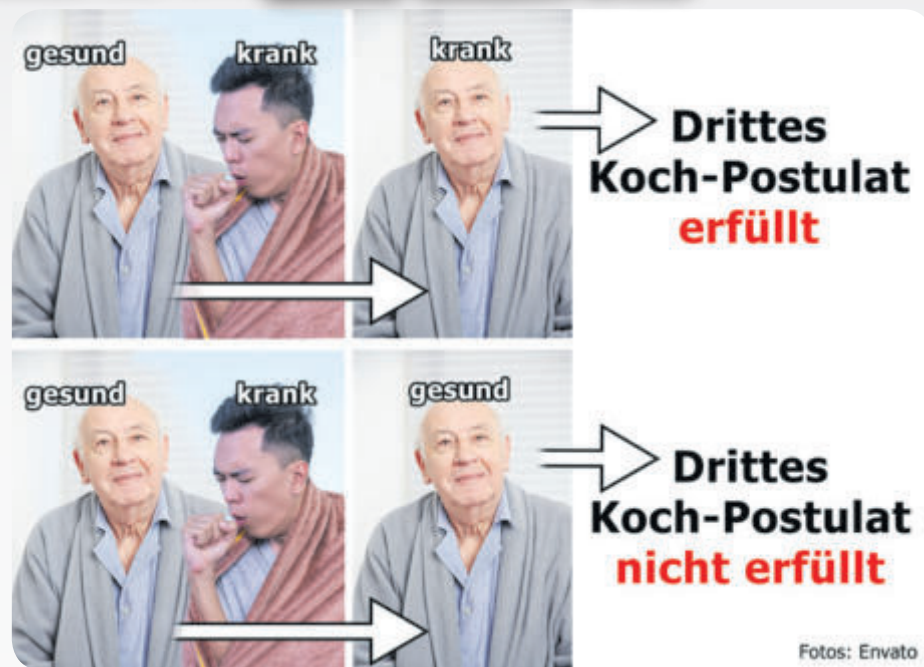 gesund krank krank
Drittes
Koch-Postulat
erfüllt
gesund krank gesund
Drittes
Koch-Postulat
nicht erfüllt
Fotos: Envato